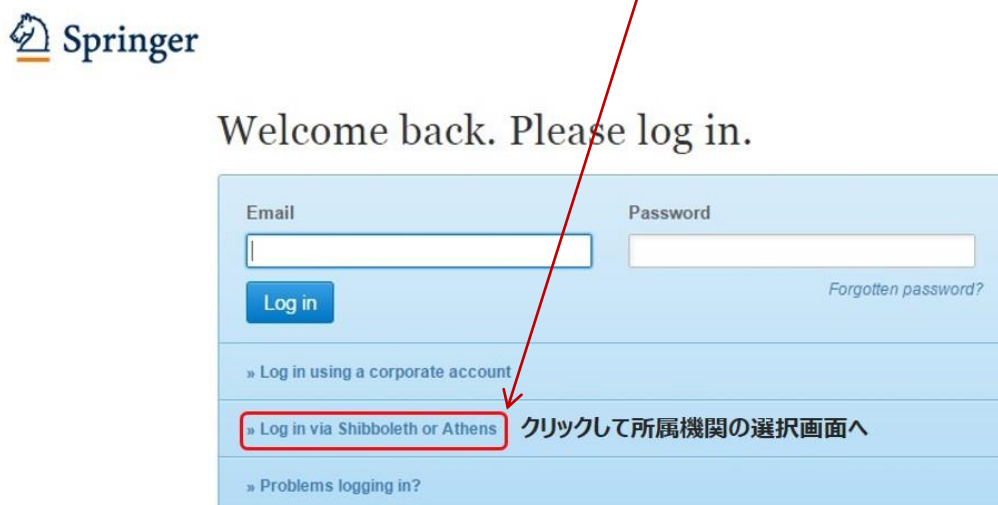 Springer
Welcome back. Please log in.
Email
Password
Forgotten password?
Log in
» Log in using a corporate account
» Log in via Shibboleth or Athens
クリックして所属機関の選択画面へ
» Problems logging in?